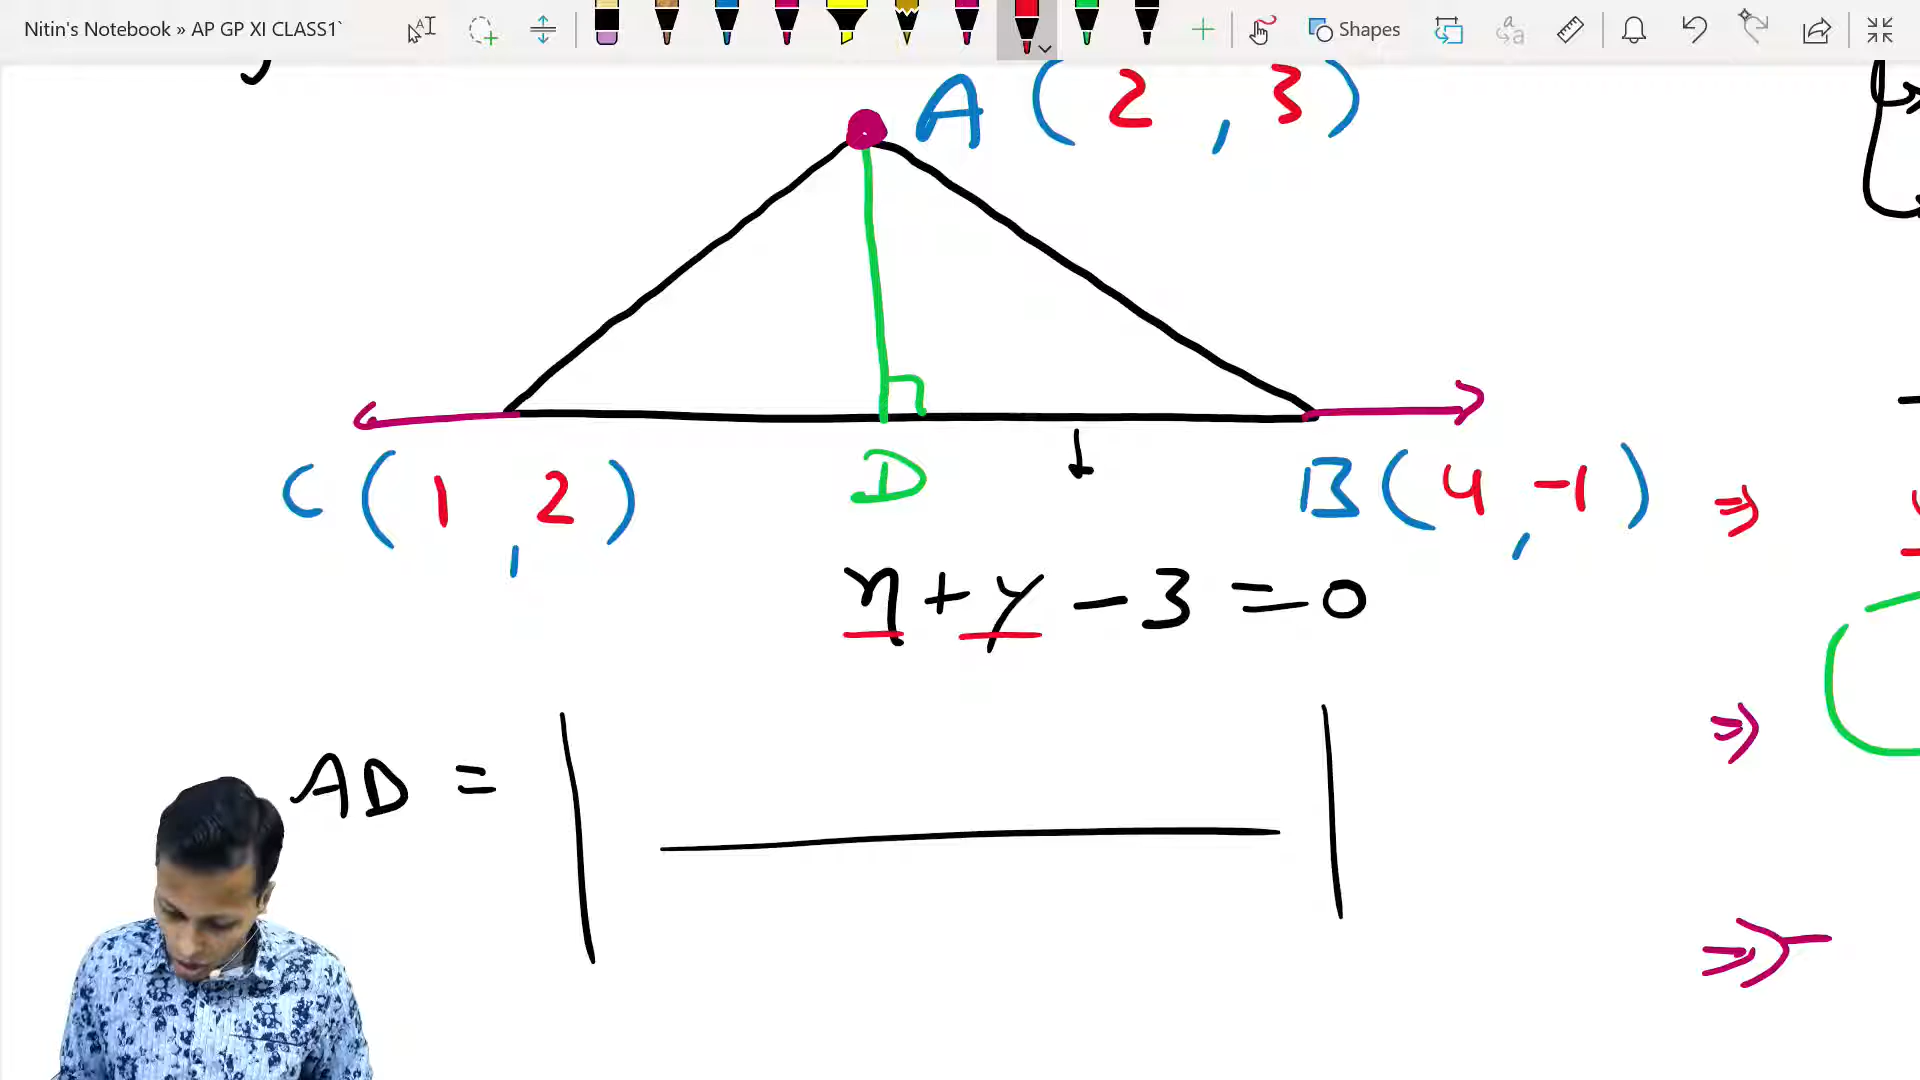 Nitin's Notebook » AP GP XI CLASS1`
Shapes
A ( 2 , 3 )
C ( 1 , 2 )
D
B ( 4 , -1 )
x + y - 3 = 0
AD =